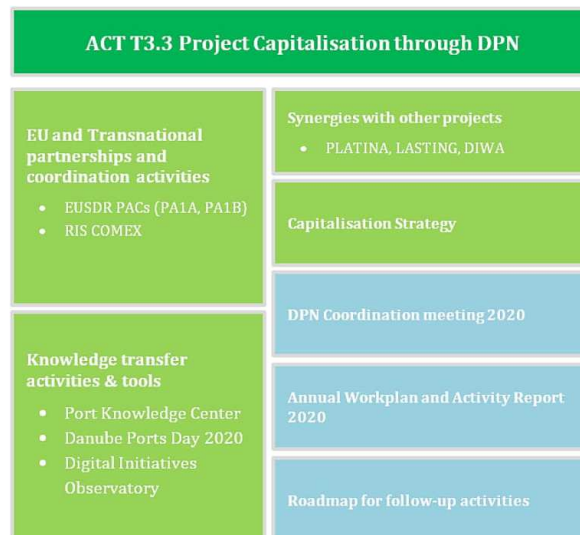 ACT T3.3 Project Capitalisation through DPN
EU and Transnational
partnerships and
coordination activities
• EUSDR PACs (PA1A, PA1B)
• RIS COMEX
Knowledge transfer
activities & tools
• Port Knowledge Center
• Danube Ports Day 2020
• Digital Initiatives
Observatory
Synergies with other projects
• PLATINA, LASTING, DIWA
Capitalisation Strategy
DPN Coordination meeting 2020
Annual Workplan and Activity Report
2020
Roadmap for follow-up activities